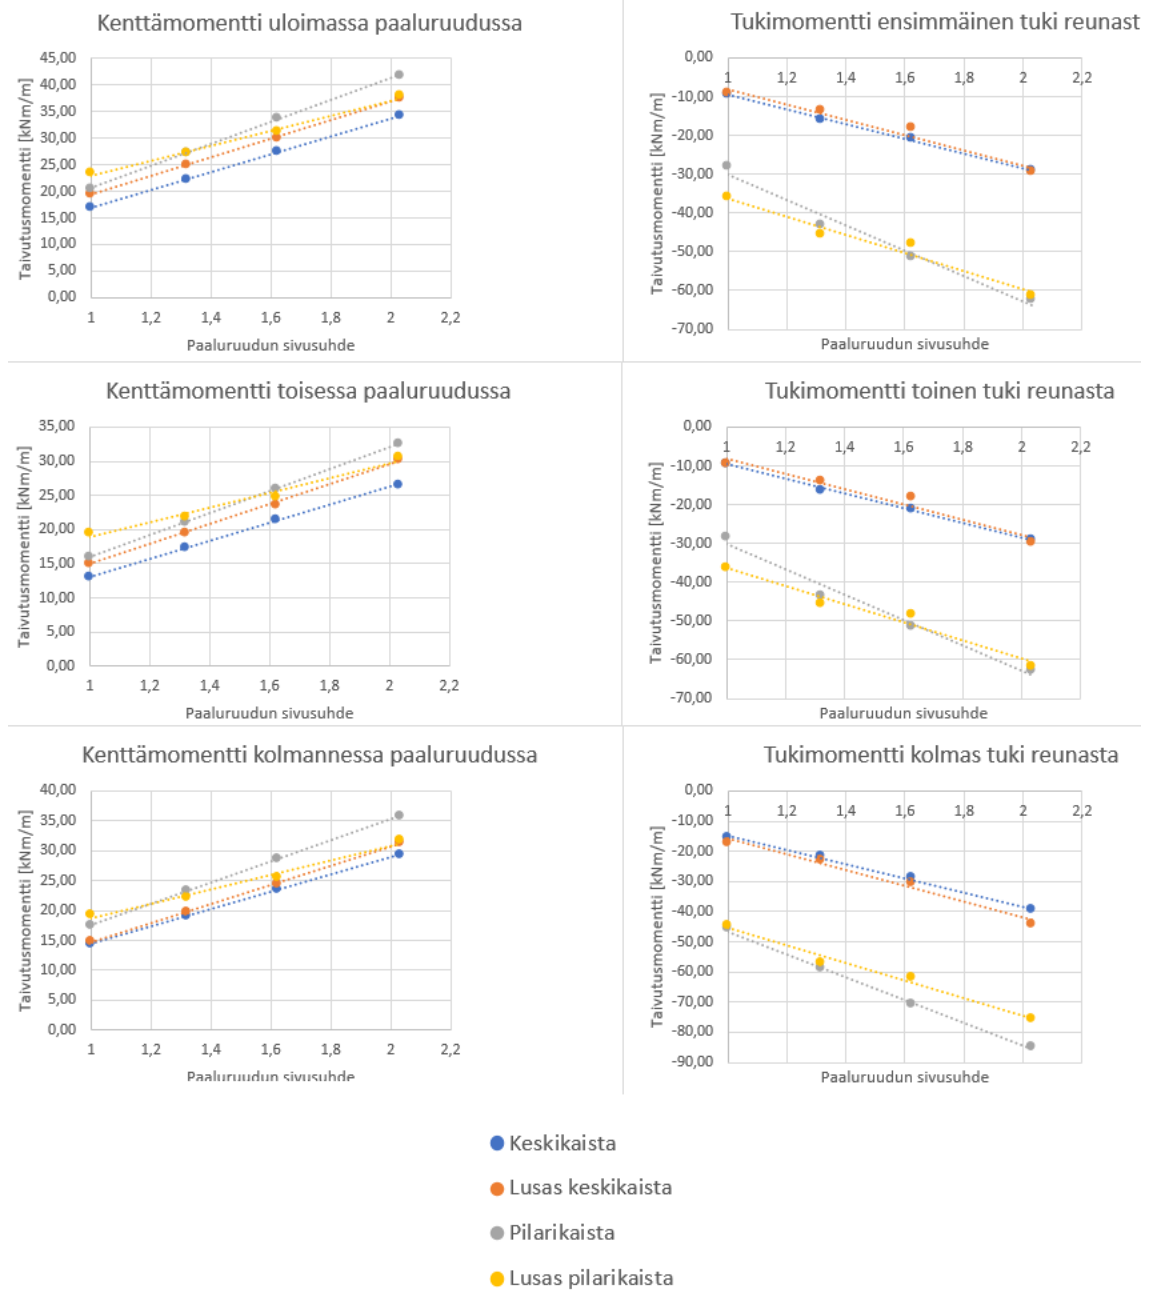 Kenttämomentti uloimassa paaluruudussa
Taivutusmomentti [kNm/m]
45,00
40,00
35,00
30,00
25,00
20,00
15,00
10,00
5,00
0,00
1 1,2 1,4 1,6 1,8 2 2,2
Paaluruudun sivusuhde
Tukimomentti ensimmäinen tuki reunast
Taivutusmomentti [kNm/m]
0,00
1 1,2 1,4 1,6 1,8 2 2,2
-10,00
-20,00
-30,00
-40,00
-50,00
-60,00
-70,00
Paaluruudun sivusuhde
Kenttämomentti toisessa paaluruudussa
Taivutusmomentti [kNm/m]
35,00
30,00
25,00
20,00
15,00
10,00
5,00
0,00
1 1,2 1,4 1,6 1,8 2 2,2
Paaluruudun sivusuhde
Tukimomentti toinen tuki reunasta
Taivutusmomentti [kNm/m]
0,00
1 1,2 1,4 1,6 1,8 2 2,2
-10,00
-20,00
-30,00
-40,00
-50,00
-60,00
-70,00
Paaluruudun sivusuhde
Kenttämomentti kolmannessa paaluruudussa
Taivutusmomentti [kNm/m]
40,00
35,00
30,00
25,00
20,00
15,00
10,00
5,00
0,00
1 1,2 1,4 1,6 1,8 2 2,2
Paaluruudun sivusuhde
Tukimomentti kolmas tuki reunasta
Taivutusmomentti [kNm/m]
0,00
1 1,2 1,4 1,6 1,8 2 2,2
-10,00
-20,00
-30,00
-40,00
-50,00
-60,00
-70,00
-80,00
-90,00
Paaluruudun sivusuhde
Keskikaista
Lusas keskikaista
Pilarikaista
Lusas pilarikaista